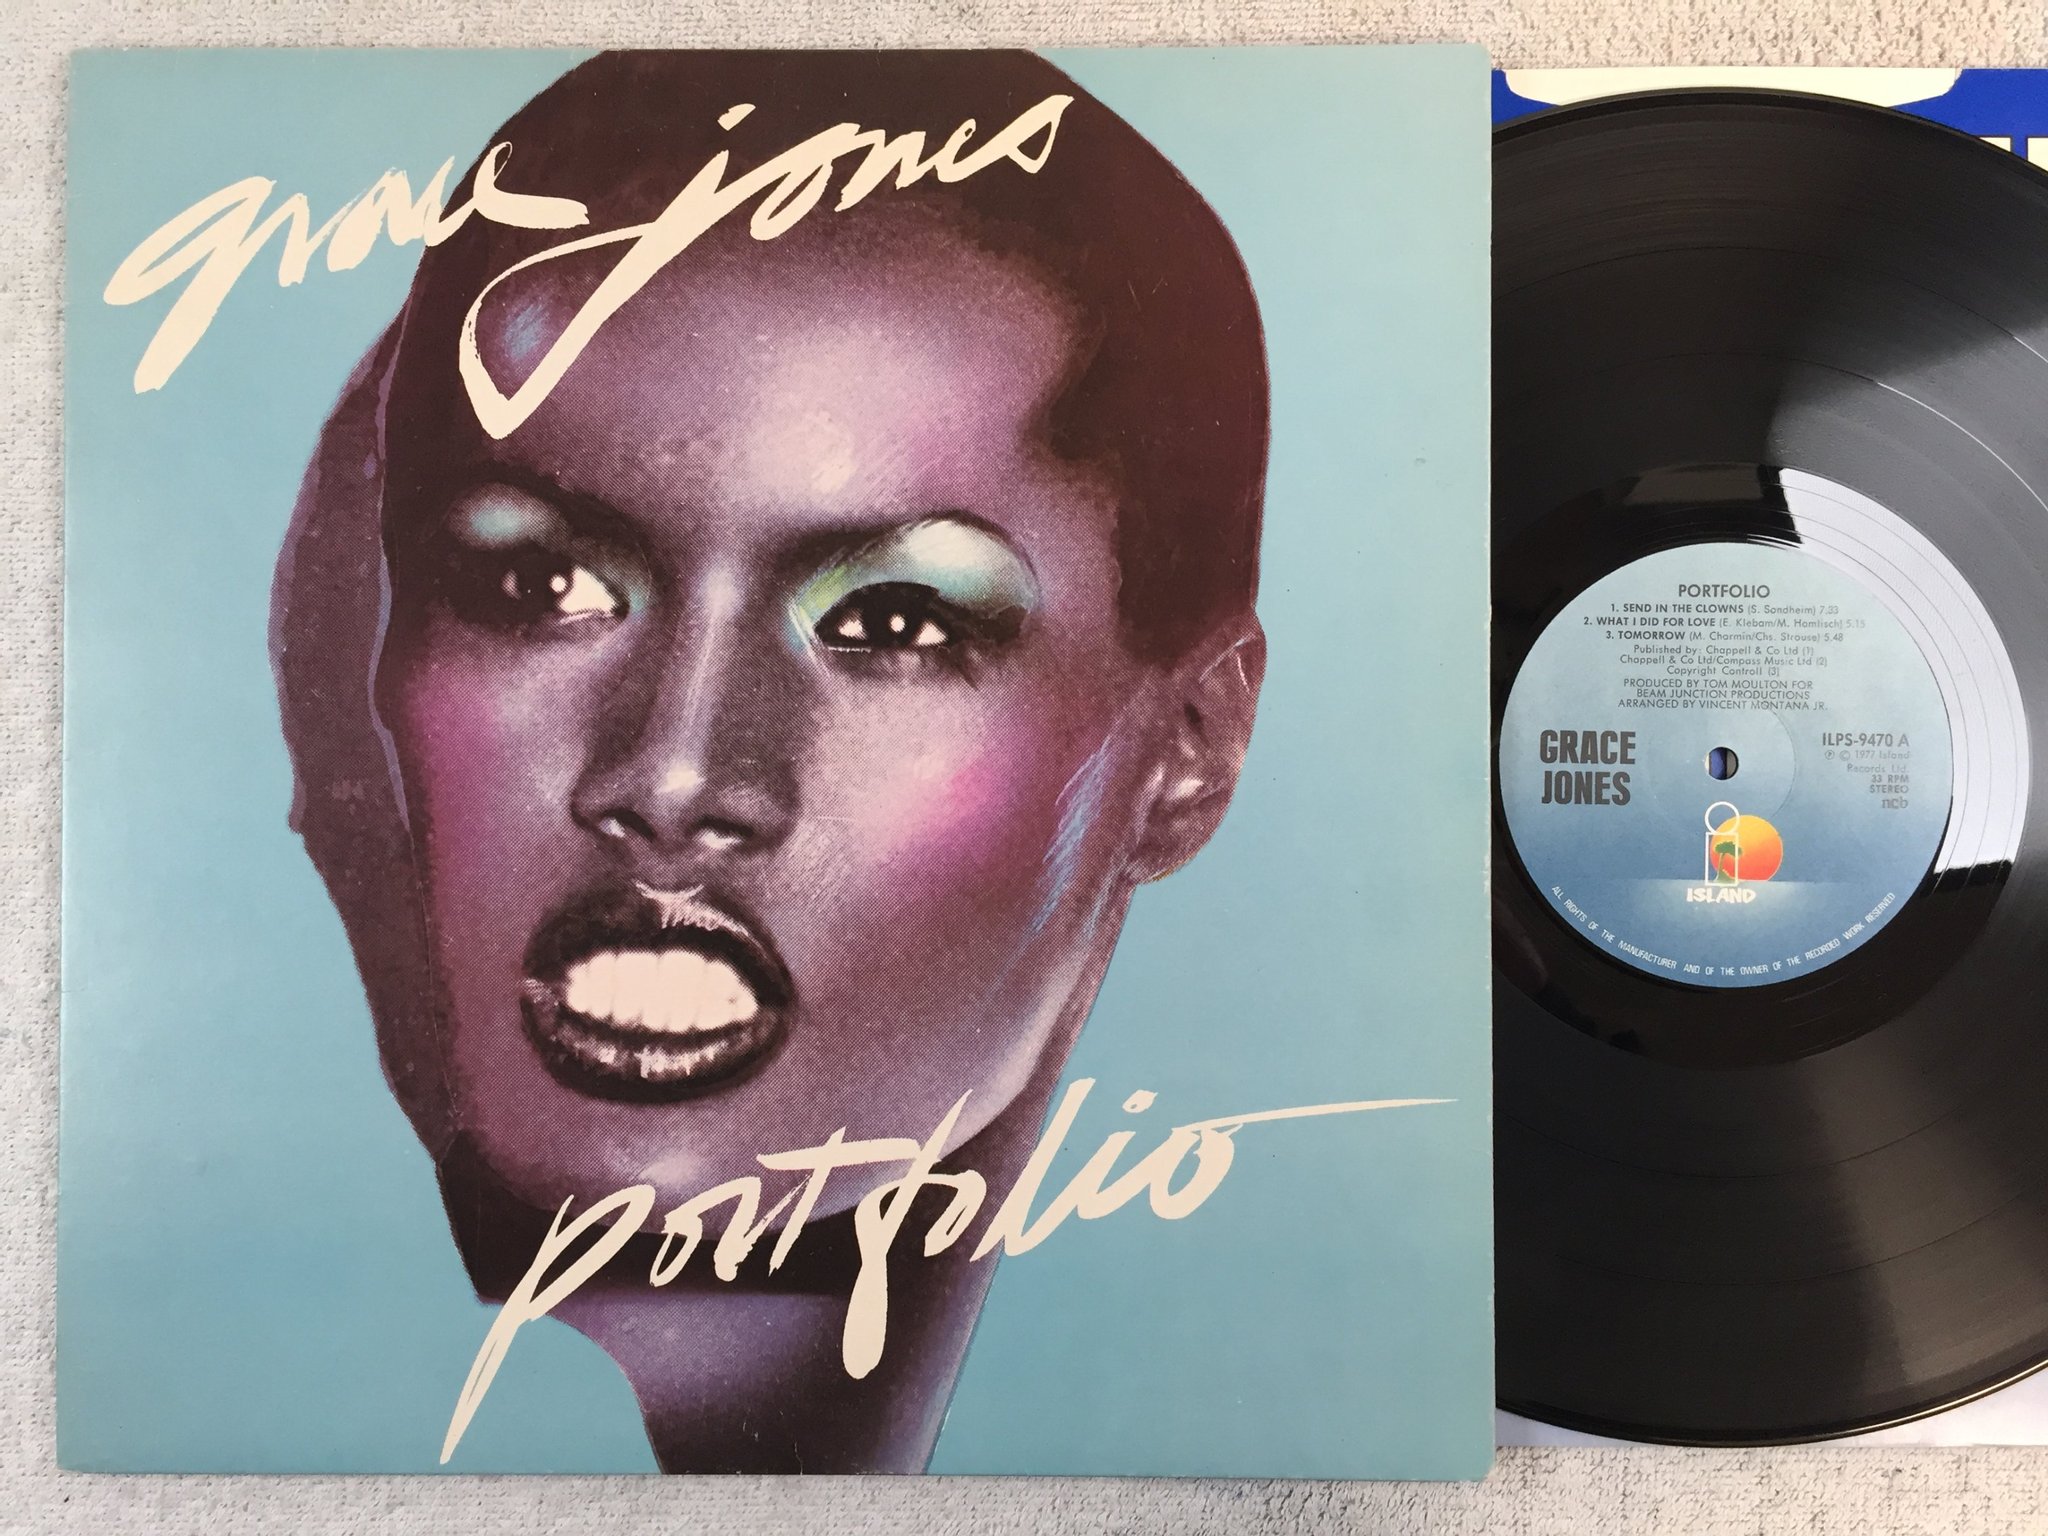 grace jones
portfolio
PORTFOLIO
1. SEND IN THE CLOWNS (S. Sondheim) 7.33
2. WHAT I DID FOR LOVE (E. Klebam/M. Hamlisch) 5.15
3. TOMORROW (M. Charmin/Chs. Strouse) 5.48
Published by: Chappell & Co Ltd (1)
Chappell & Co Ltd/Compass Music Ltd (2)
Copyright Controll (3)
PRODUCED BY TOM MOULTON FOR
BEAM JUNCTION PRODUCTIONS
ARRANGED BY VINCENT MONTANA JR.
GRACE
JONES
ILPS-9470 A
℗ © 1977 Island
Records Ltd.
33 RPM
STEREO
ncb
ISLAND
ALL RIGHTS OF THE MANUFACTURER AND OF THE OWNER OF THE RECORDED WORK RESERVED